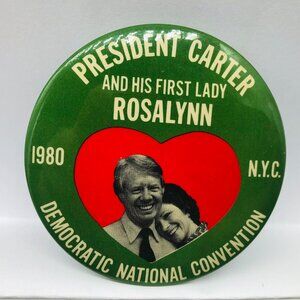 PRESIDENT CARTER
AND HIS FIRST LADY
ROSALYNN
1980
N.Y.C.
DEMOCRATIC NATIONAL CONVENTION